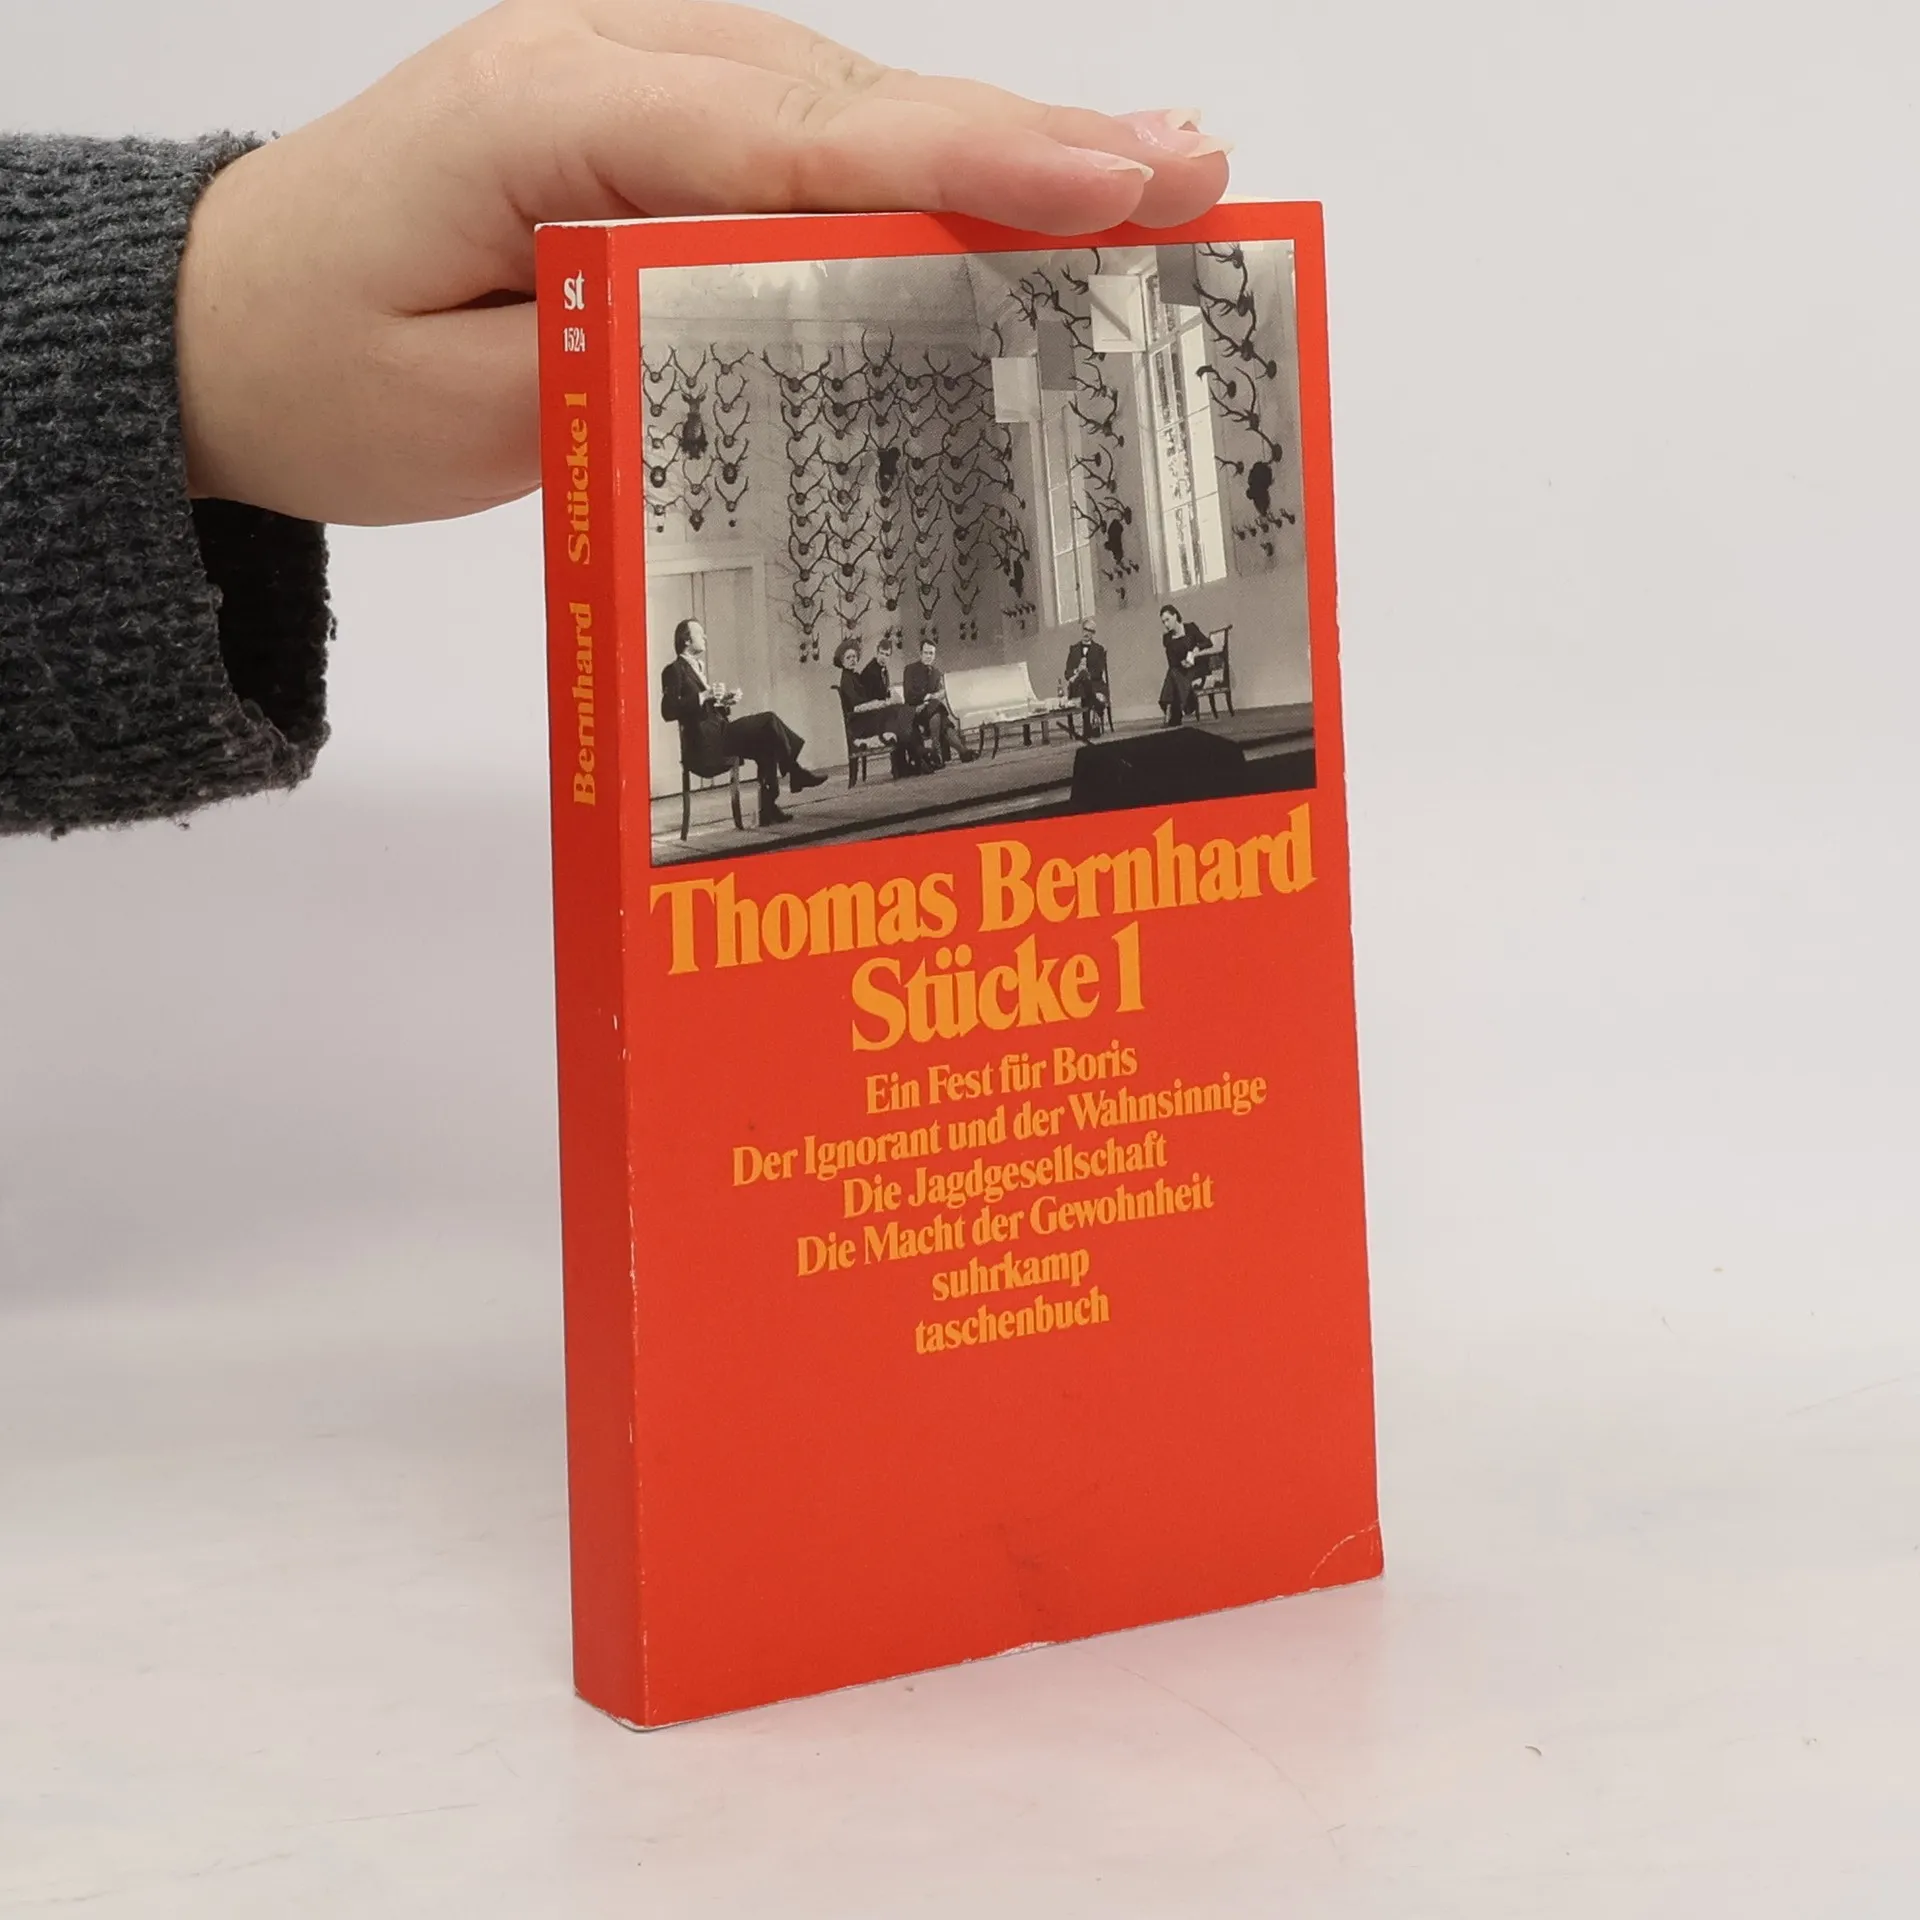 st
1524
Bernhard Stücke 1
Thomas Bernhard
Stücke 1
Ein Fest für Boris
Der Ignorant und der Wahnsinnige
Die Jagdgesellschaft
Die Macht der Gewohnheit
suhrkamp
taschenbuch